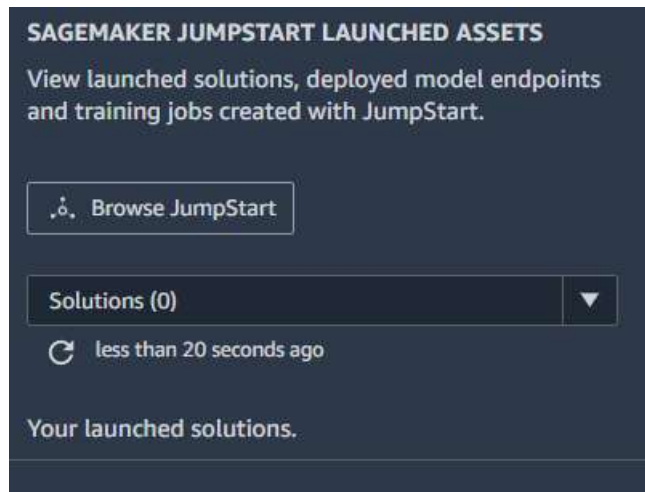 SAGEMAKER JUMPSTART LAUNCHED ASSETS
View launched solutions, deployed model endpoints
and training jobs created with JumpStart.
Browse JumpStart
Solutions (0)
less than 20 seconds ago
Your launched solutions.